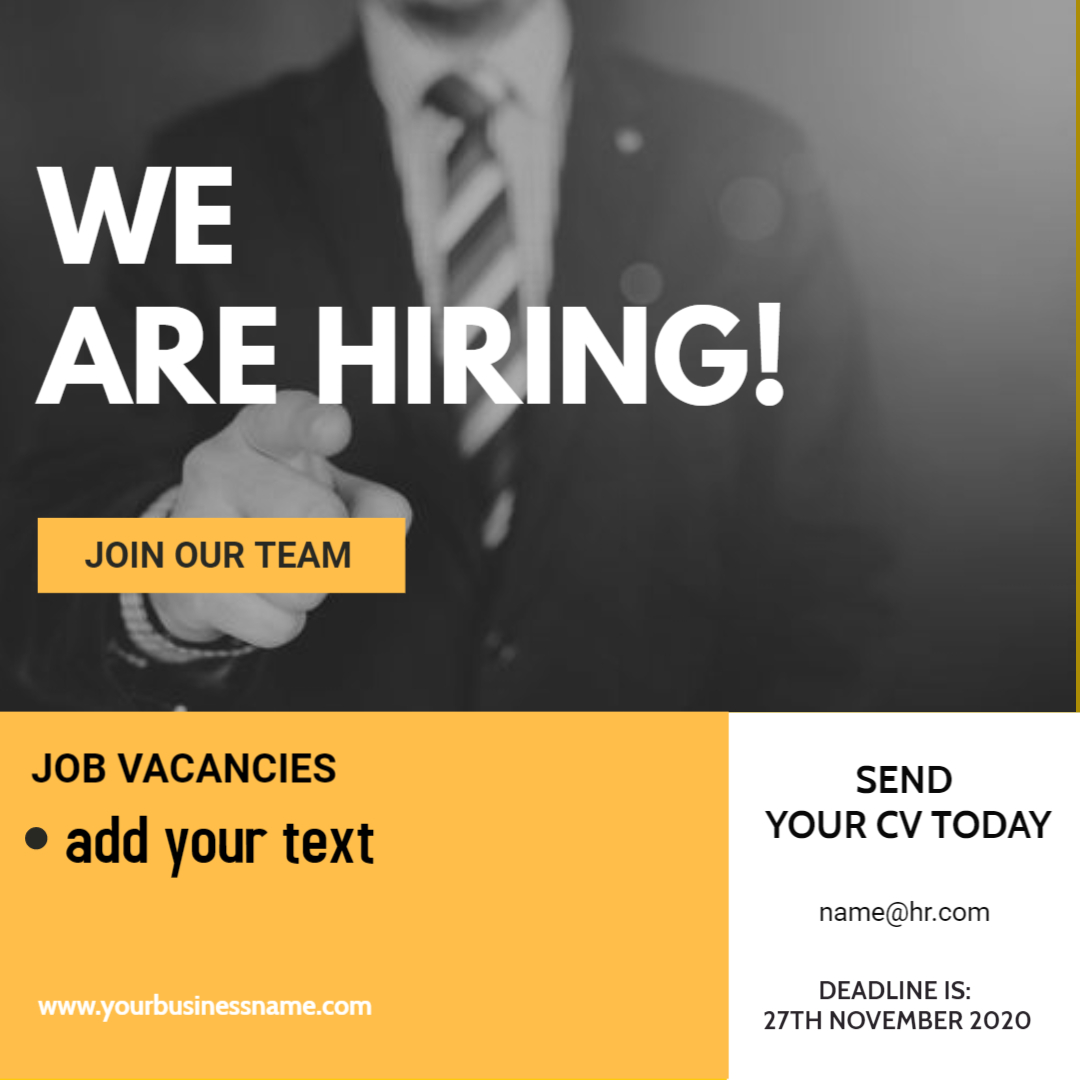 WE
ARE HIRING!
JOIN OUR TEAM
JOB VACANCIES
• add your text
www.yourbusinessname.com
SEND
YOUR CV TODAY
name@hr.com
DEADLINE IS:
27TH NOVEMBER 2020